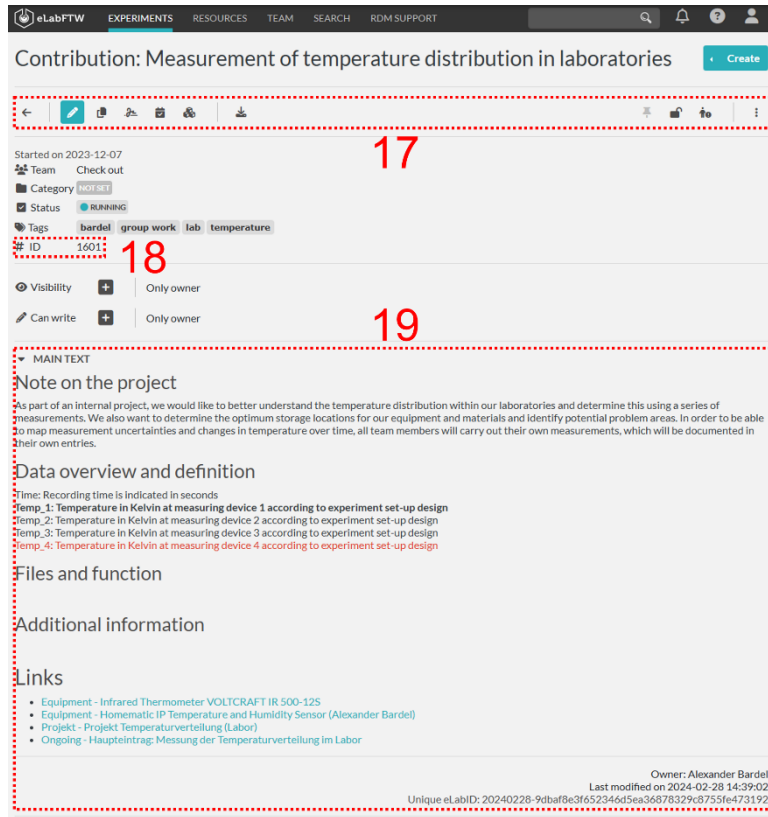 eLabFTW EXPERIMENTS RESOURCES TEAM SEARCH RDM SUPPORT
Contribution: Measurement of temperature distribution in laboratories
Create
17
Started on 2023-12-07
Team Check out
Category NOT SET
Status RUNNING
Tags bardel group work lab temperature
# ID 1601
18
Visibility + Only owner
Can write + Only owner
19
MAIN TEXT
Note on the project
As part of an internal project, we would like to better understand the temperature distribution within our laboratories and determine this using a series of
measurements. We also want to determine the optimum storage locations for our equipment and materials and identify potential problem areas. In order to be able
to map measurement uncertainties and changes in temperature over time, all team members will carry out their own measurements, which will be documented in
their own entries.
Data overview and definition
Time: Recording time is indicated in seconds
Temp_1: Temperature in Kelvin at measuring device 1 according to experiment set-up design
Temp_2: Temperature in Kelvin at measuring device 2 according to experiment set-up design
Temp_3: Temperature in Kelvin at measuring device 3 according to experiment set-up design
Temp_4: Temperature in Kelvin at measuring device 4 according to experiment set-up design
Files and function
Additional information
Links
• Equipment - Infrared Thermometer VOLTCRAFT IR 500-12S
• Equipment - Homematic IP Temperature and Humidity Sensor (Alexander Bardel)
• Projekt - Projekt Temperaturverteilung (Labor)
• Ongoing - Haupteintrag: Messung der Temperaturverteilung im Labor
Owner: Alexander Bardel
Last modified on 2024-02-28 14:39:02
Unique eLabID: 20240228-9dbaf8e3f652346d5ea36878329c8755fe473192